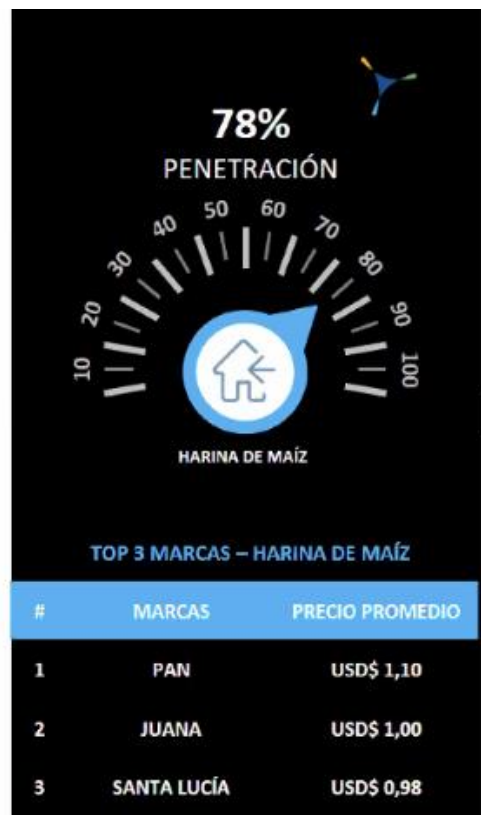 78%
PENETRACIÓN
10 20 30 40 50 60 70 80 90 100
HARINA DE MAÍZ
TOP 3 MARCAS – HARINA DE MAÍZ
# MARCAS PRECIO PROMEDIO
1 PAN USD$ 1,10
2 JUANA USD$ 1,00
3 SANTA LUCÍA USD$ 0,98